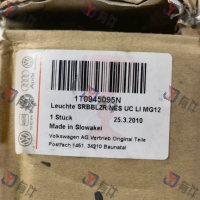 Audi
1T0945095N
Leuchte SRBBLZR NES UC LI MG12
1 Stück
25.3.2010
Made in Slowakei
Volkswagen AG Vertrieb Original Teile
Postfach 1451, 34210 Baunatal